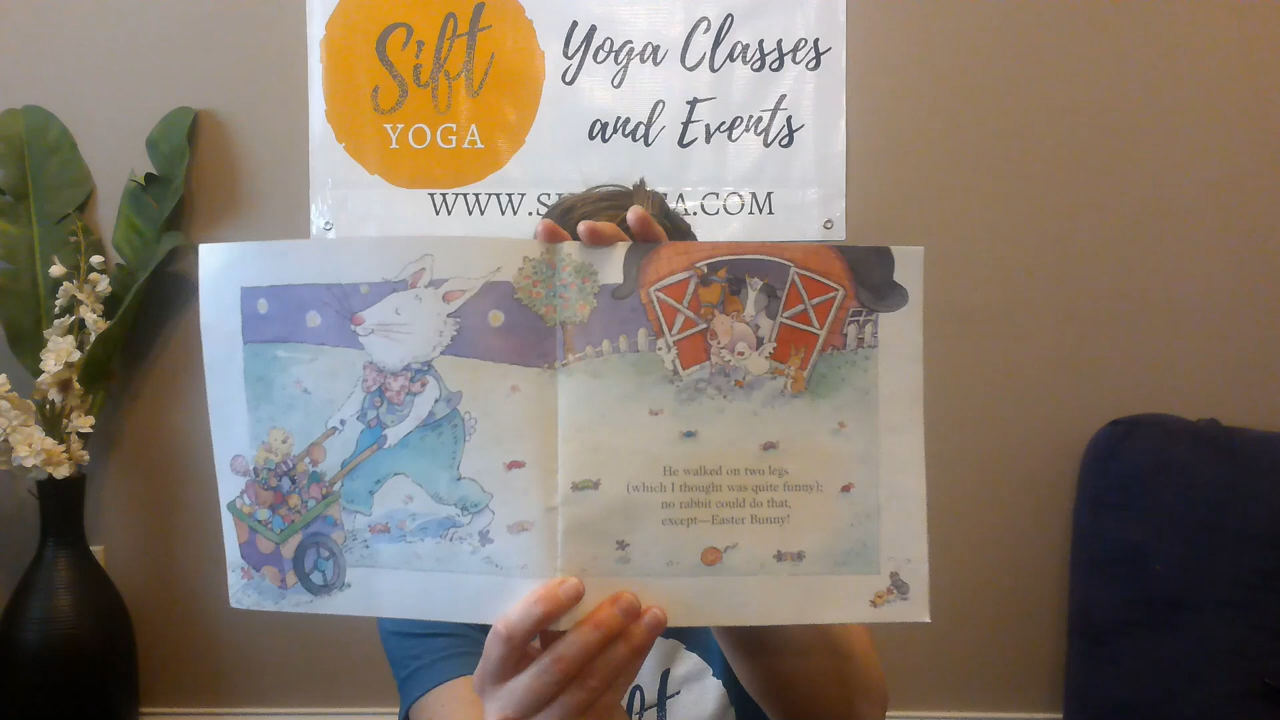 Sift
YOGA
Yoga Classes
and Events
WWW.S
GA.COM
He walked on two legs
(which I thought was quite funny);
no rabbit could do that,
except—Easter Bunny!